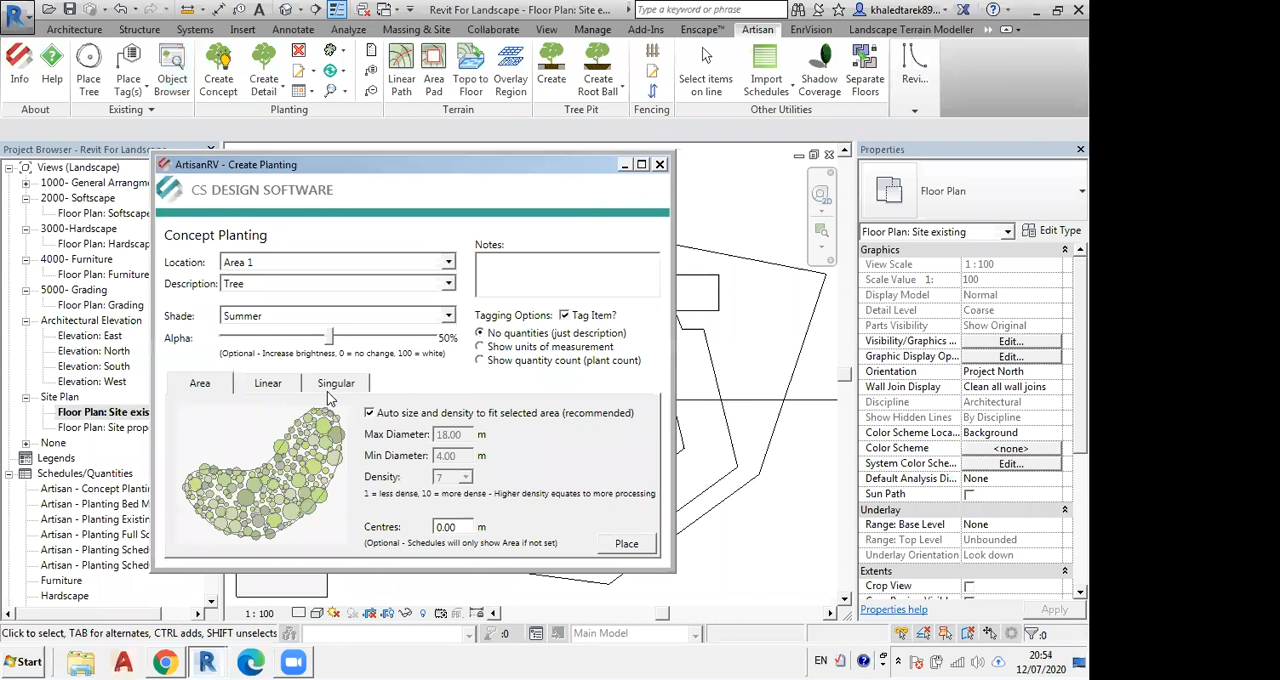 Revit For Landscape - Floor Plan: Site e...
Type a keyword or phrase
khaledtarek89...
Architecture Structure Systems Insert Annotate Analyze Massing & Site Collaborate View Manage Add-Ins Enscape™ Artisan EnVision Landscape Terrain Modeller
Info
Help
Place Tree
Place Tag(s)
Object Browser
Create Concept
Create Detail
Linear Path
Area Pad
Topo to Floor
Overlay Region
Create
Create Root Ball
Select items on line
Import Schedules
Shadow Coverage
Separate Floors
Revi...
About Existing Planting Terrain Tree Pit Fencing Other Utilities
Project Browser - Revit For Landsc...
Views (Landscape)
1000- General Arrangm
2000- Softscape
Floor Plan: Softscap
3000-Hardscape
Floor Plan: Hardscap
4000- Furniture
Floor Plan: Furniture
5000- Grading
Floor Plan: Grading
Architectural Elevation
Elevation: East
Elevation: North
Elevation: South
Elevation: West
Site Plan
Floor Plan: Site exis
Floor Plan: Site prop
None
Legends
Schedules/Quantities
Artisan - Concept Planti
Artisan - Planting Bed M
Artisan - Planting Existin
Artisan - Planting Full Sc
Artisan - Planting Sched
Artisan - Planting Sched
Furniture
Hardscape
ArtisanRV - Create Planting
CS DESIGN SOFTWARE
Concept Planting
Location: Area 1
Description: Tree
Shade: Summer
Alpha: 50%
(Optional - Increase brightness, 0 = no change, 100 = white)
Notes:
Tagging Options: Tag Item?
No quantities (just description)
Show units of measurement
Show quantity count (plant count)
Area Linear Singular
Auto size and density to fit selected area (recommended)
Max Diameter: 18.00 m
Min Diameter: 4.00 m
Density: 7
1 = less dense, 10 = more dense - Higher density equates to more processing
Centres: 0.00 m
(Optional - Schedules will only show Area if not set)
Place
2D
Properties
Floor Plan
Floor Plan: Site existing Edit Type
Graphics
View Scale 1 : 100
Scale Value 1: 100
Display Model Normal
Detail Level Coarse
Parts Visibility Show Original
Visibility/Graphics Edit...
Graphic Display Op... Edit...
Orientation Project North
Wall Join Display Clean all wall joins
Discipline Architectural
Show Hidden Lines By Discipline
Color Scheme Loca... Background
Color Scheme <none>
System Color Sche... Edit...
Default Analysis Di... None
Sun Path
Underlay
Range: Base Level None
Range: Top Level Unbounded
Underlay Orientation Look down
Extents
Crop View
Properties help Apply
1 : 100
Click to select, TAB for alternates, CTRL adds, SHIFT unselects
:0 Main Model :0
Start
EN
20:54
12/07/2020